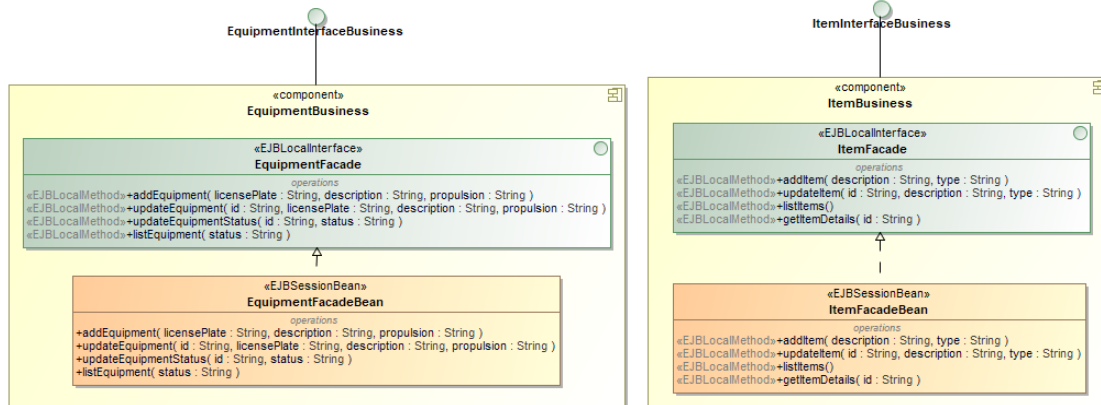 EquipmentInterfaceBusiness
«component»
EquipmentBusiness
«EJBLocalInterface»
EquipmentFacade
operations
«EJBLocalMethod»+addEquipment( licensePlate : String, description : String, propulsion : String )
«EJBLocalMethod»+updateEquipment( id : String, licensePlate : String, description : String, propulsion : String )
«EJBLocalMethod»+updateEquipmentStatus( id : String, status : String )
«EJBLocalMethod»+listEquipment( status : String )
«EJBSessionBean»
EquipmentFacadeBean
operations
+addEquipment( licensePlate : String, description : String, propulsion : String )
+updateEquipment( id : String, licensePlate : String, description : String, propulsion : String )
+updateEquipmentStatus( id : String, status : String )
+listEquipment( status : String )
ItemInterfaceBusiness
«component»
ItemBusiness
«EJBLocalInterface»
ItemFacade
operations
«EJBLocalMethod»+addItem( description : String, type : String )
«EJBLocalMethod»+updateItem( id : String, description : String, type : String )
«EJBLocalMethod»+listItems()
«EJBLocalMethod»+getItemDetails( id : String )
«EJBSessionBean»
ItemFacadeBean
operations
«EJBLocalMethod»+addItem( description : String, type : String )
«EJBLocalMethod»+updateItem( id : String, description : String, type : String )
«EJBLocalMethod»+listItems()
«EJBLocalMethod»+getItemDetails( id : String )